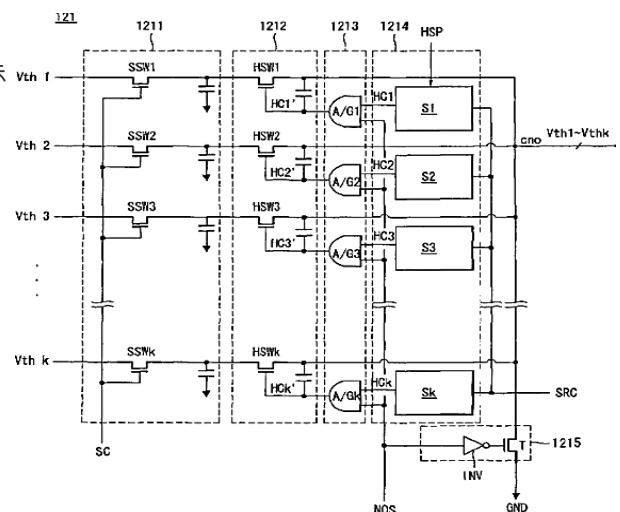 121
1211 1212 1213 1214
示
HSP
Vth 1 SSW1 HSW1 HC1' A/G1 HC1 S1
Vth 2 SSW2 HSW2 HC2' A/G2 HC2 S2 cno Vth1~Vthk
Vth 3 SSW3 HSW3 HC3' A/G3 HC3 S3
Vth k SSWk HSWk HCk' A/Gk HCk Sk SRC
SC NOS INV T 1215 GND